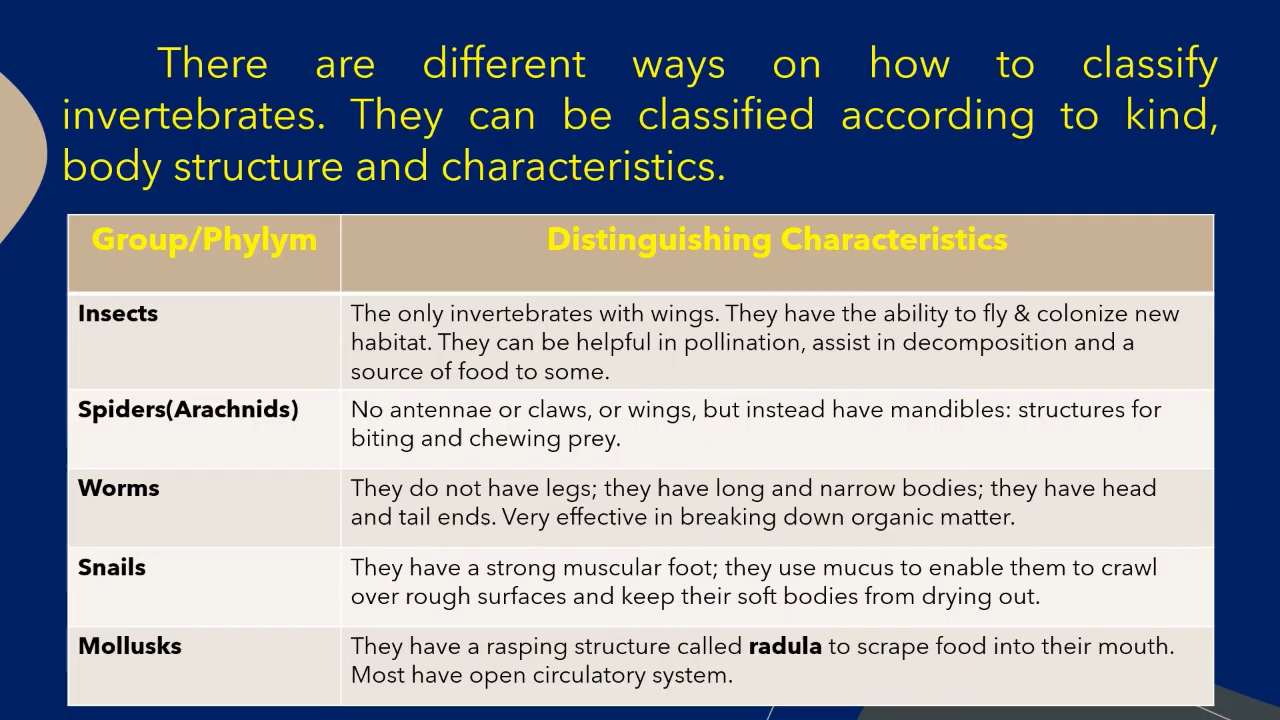 There are different ways on how to classify
invertebrates. They can be classified according to kind,
body structure and characteristics.
Group/Phylym
Distinguishing Characteristics
Insects
The only invertebrates with wings. They have the ability to fly & colonize new
habitat. They can be helpful in pollination, assist in decomposition and a
source of food to some.
Spiders(Arachnids)
No antennae or claws, or wings, but instead have mandibles: structures for
biting and chewing prey.
Worms
They do not have legs; they have long and narrow bodies; they have head
and tail ends. Very effective in breaking down organic matter.
Snails
They have a strong muscular foot; they use mucus to enable them to crawl
over rough surfaces and keep their soft bodies from drying out.
Mollusks
They have a rasping structure called radula to scrape food into their mouth.
Most have open circulatory system.